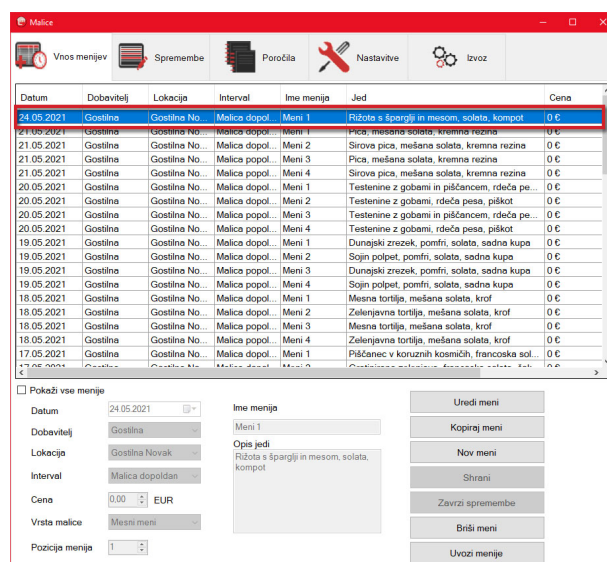 Malice
Vnos menijev Spremembe Poročila Nastavitve Izvoz
Datum Dobavitelj Lokacija Interval Ime menija Jed Cena
24.05.2021 Gostilna Gostilna No... Malica dopol... Meni 1 Rižota s šparglji in mesom, solata, kompot 0 €
21.05.2021 Gostilna Gostilna No... Malica dopol... Meni 1 Pica, mešana solata, kremna rezina 0 €
21.05.2021 Gostilna Gostilna No... Malica dopol... Meni 2 Sirova pica, mešana solata, kremna rezina 0 €
21.05.2021 Gostilna Gostilna No... Malica popol... Meni 3 Pica, mešana solata, kremna rezina 0 €
21.05.2021 Gostilna Gostilna No... Malica popol... Meni 4 Sirova pica, mešana solata, kremna rezina 0 €
20.05.2021 Gostilna Gostilna No... Malica dopol... Meni 1 Testenine z gobami in piščancem, rdeča pe... 0 €
20.05.2021 Gostilna Gostilna No... Malica dopol... Meni 2 Testenine z gobami, rdeča pesa, piškot 0 €
20.05.2021 Gostilna Gostilna No... Malica popol... Meni 3 Testenine z gobami in piščancem, rdeča pe... 0 €
20.05.2021 Gostilna Gostilna No... Malica popol... Meni 4 Testenine z gobami, rdeča pesa, piškot 0 €
19.05.2021 Gostilna Gostilna No... Malica dopol... Meni 1 Dunajski zrezek, pomfri, solata, sadna kupa 0 €
19.05.2021 Gostilna Gostilna No... Malica dopol... Meni 2 Sojin polpet, pomfri, solata, sadna kupa 0 €
19.05.2021 Gostilna Gostilna No... Malica popol... Meni 3 Dunajski zrezek, pomfri, solata, sadna kupa 0 €
19.05.2021 Gostilna Gostilna No... Malica popol... Meni 4 Sojin polpet, pomfri, solata, sadna kupa 0 €
18.05.2021 Gostilna Gostilna No... Malica dopol... Meni 1 Mesna tortilja, mešana solata, krof 0 €
18.05.2021 Gostilna Gostilna No... Malica dopol... Meni 2 Zelenjavna tortilja, mešana solata, krof 0 €
18.05.2021 Gostilna Gostilna No... Malica popol... Meni 3 Mesna tortilja, mešana solata, krof 0 €
18.05.2021 Gostilna Gostilna No... Malica popol... Meni 4 Zelenjavna tortilja, mešana solata, krof 0 €
17.05.2021 Gostilna Gostilna No... Malica dopol... Meni 1 Piščanec v koruznih kosmičih, francoska sol... 0 €
Pokaži vse menije
Datum 24.05.2021
Dobavitelj Gostilna
Lokacija Gostilna Novak
Interval Malica dopoldan
Cena 0,00 EUR
Vrsta malice Mesni meni
Pozicija menija 1
Ime menija
Meni 1
Opis jedi
Rižota s šparglji in mesom, solata,
kompot
Uredi meni
Kopiraj meni
Nov meni
Shrani
Zavrzi spremembe
Briši meni
Uvozi menije